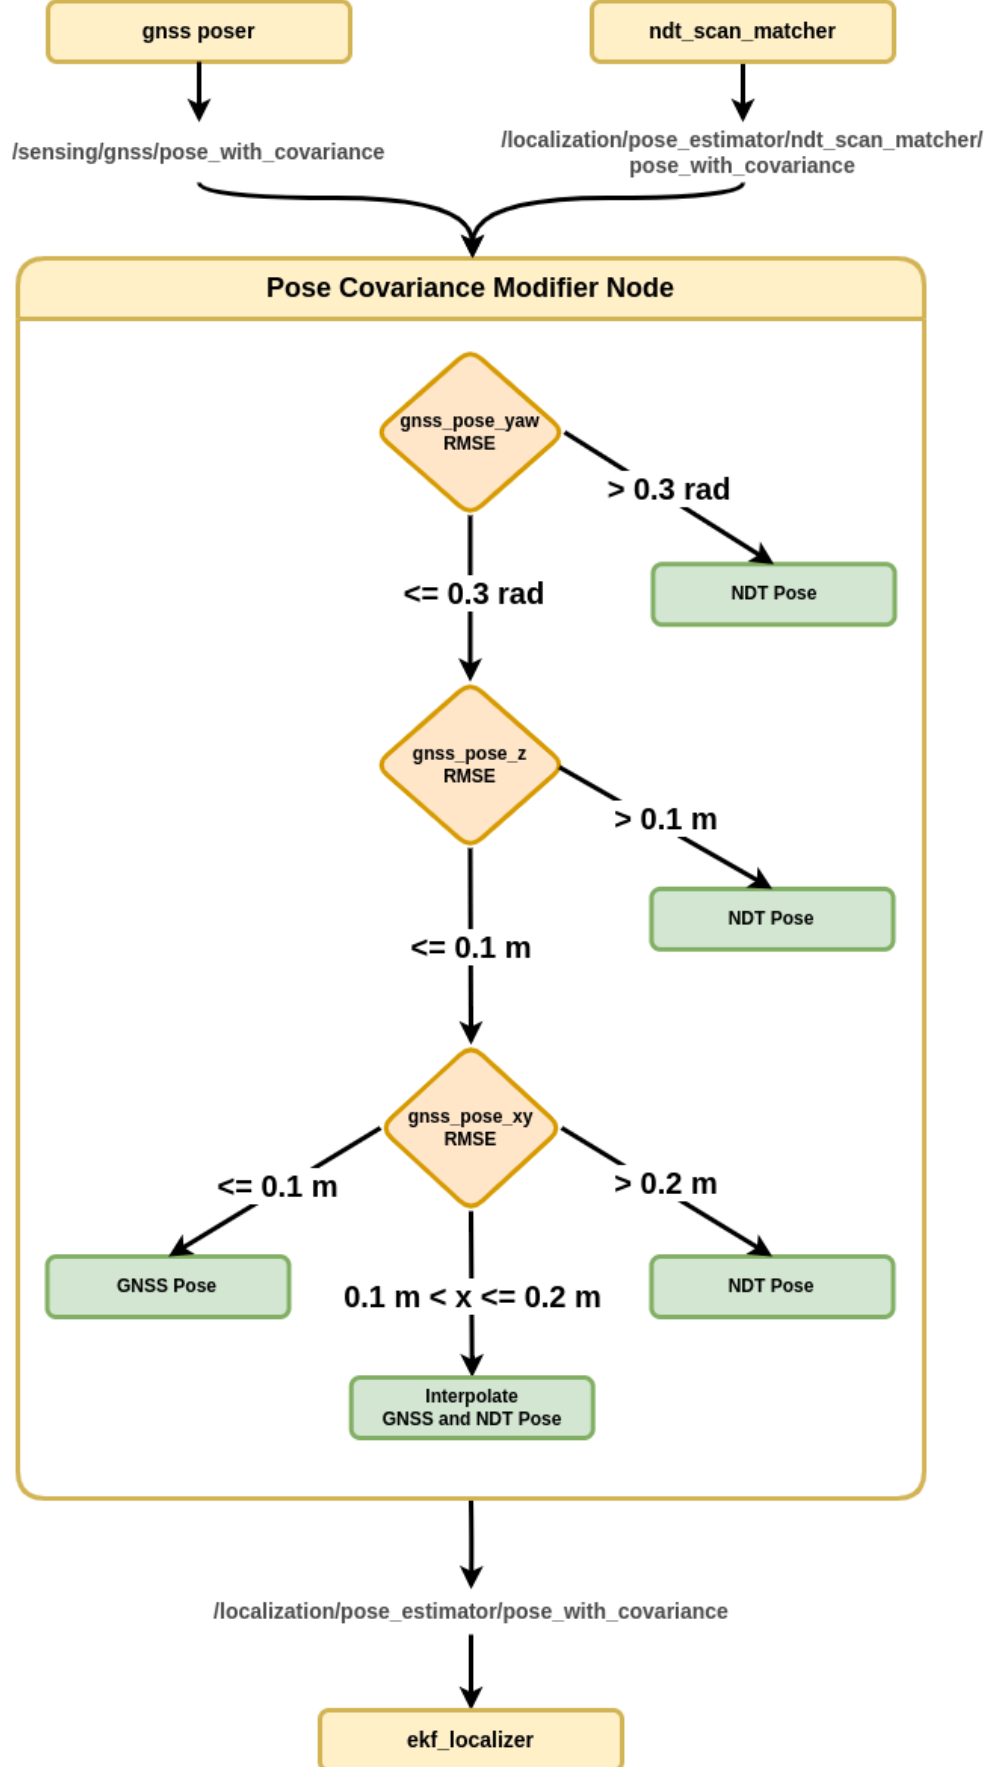 gnss poser
ndt_scan_matcher
/sensing/gnss/pose_with_covariance
/localization/pose_estimator/ndt_scan_matcher/
pose_with_covariance
Pose Covariance Modifier Node
gnss_pose_yaw
RMSE
> 0.3 rad
<= 0.3 rad
NDT Pose
gnss_pose_z
RMSE
> 0.1 m
NDT Pose
<= 0.1 m
gnss_pose_xy
RMSE
<= 0.1 m
> 0.2 m
GNSS Pose
0.1 m < x <= 0.2 m
NDT Pose
Interpolate
GNSS and NDT Pose
/localization/pose_estimator/pose_with_covariance
ekf_localizer